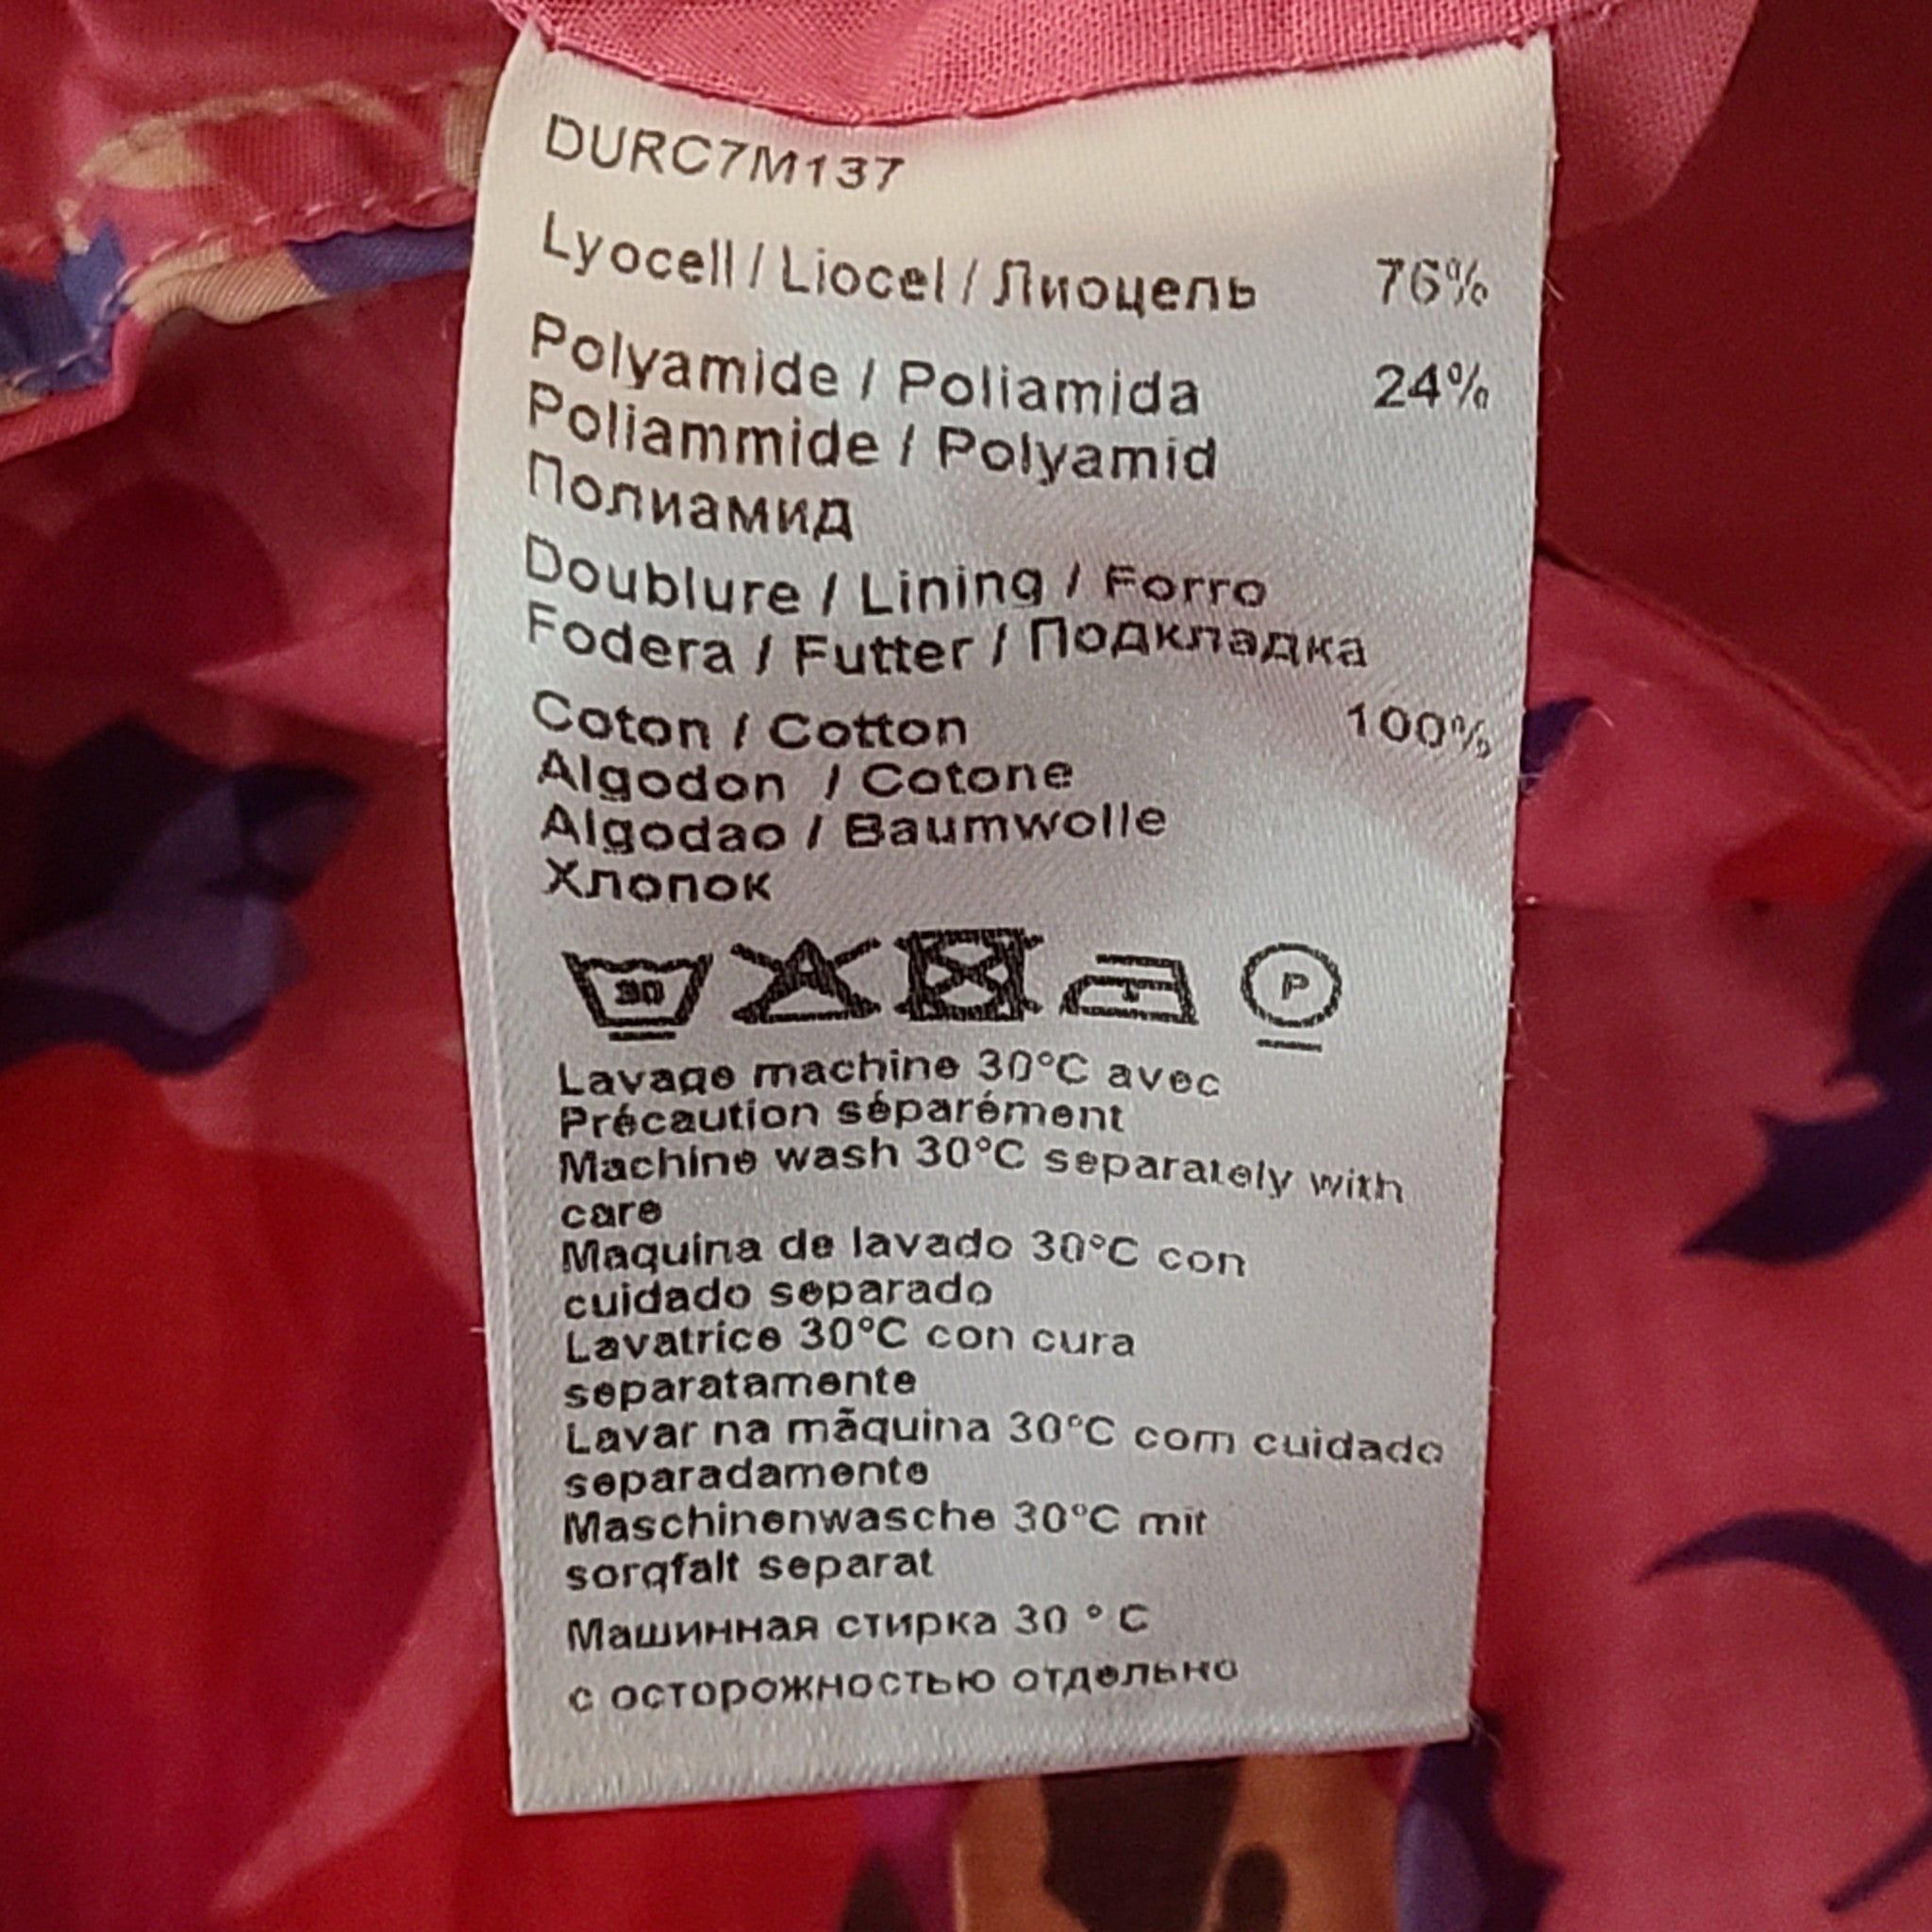 DURC7M137
Lyocell / Liocel / Лиоцель 76%
Polyamide / Poliamida 24%
Poliammide / Polyamid
Полиамид
Doublure / Lining / Forro
Fodera / Futter / Подкладка
Coton / Cotton 100%
Algodon / Cotone
Algodao / Baumwolle
Хлопок
30 P
Lavage machine 30°C avec
Précaution séparément
Machine wash 30°C separately with
care
Maquina de lavado 30°C con
cuidado separado
Lavatrice 30°C con cura
separatamente
Lavar na mãquina 30°C com cuidado
separadamente
Maschinenwasche 30°C mit
sorgfalt separat
Машинная стирка 30 ° C
с осторожностью отдельно